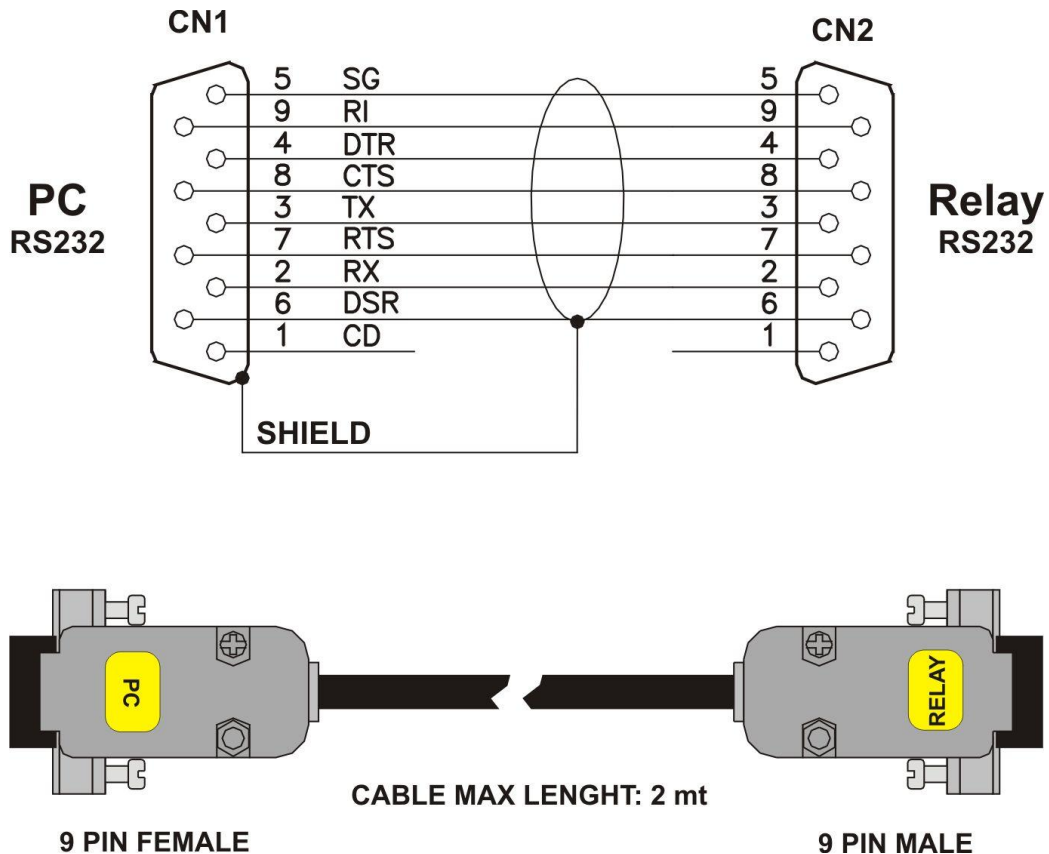 CN1
CN2
5 SG 5
9 RI 9
4 DTR 4
8 CTS 8
3 TX 3
7 RTS 7
2 RX 2
6 DSR 6
1 CD 1
PC
RS232
Relay
RS232
SHIELD
PC
RELAY
CABLE MAX LENGHT: 2 mt
9 PIN FEMALE
9 PIN MALE